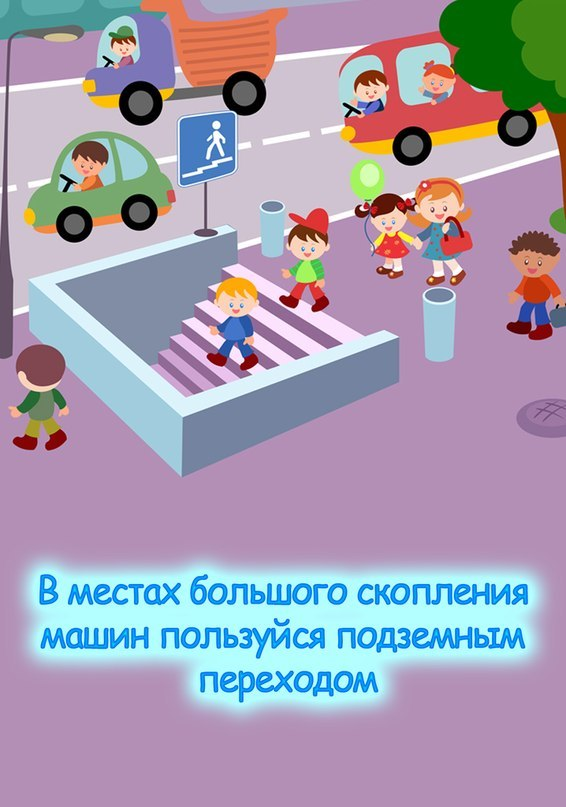 В местах большого скопления
машин пользуйся подземным
переходом